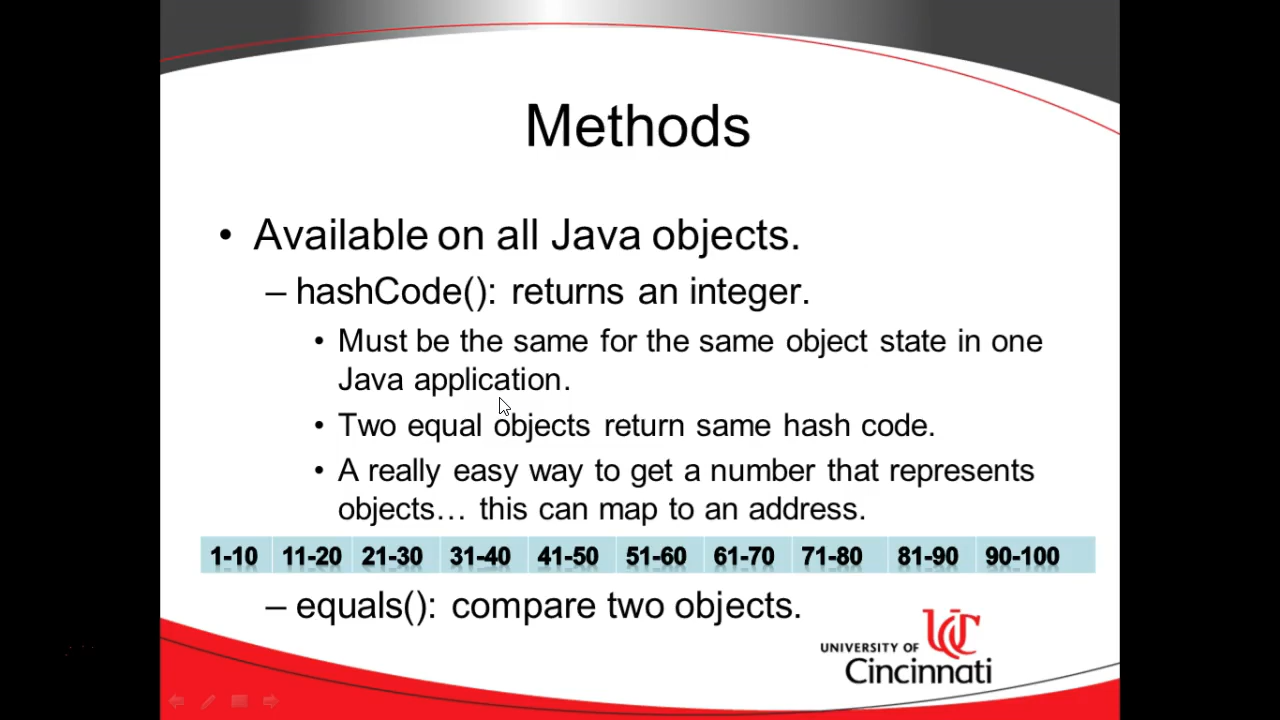 Methods
• Available on all Java objects.
– hashCode(): returns an integer.
• Must be the same for the same object state in one
Java application.
• Two equal objects return same hash code.
• A really easy way to get a number that represents
objects… this can map to an address.
1-10 11-20 21-30 31-40 41-50 51-60 61-70 71-80 81-90 90-100
– equals(): compare two objects.
UC
UNIVERSITY OF
Cincinnati